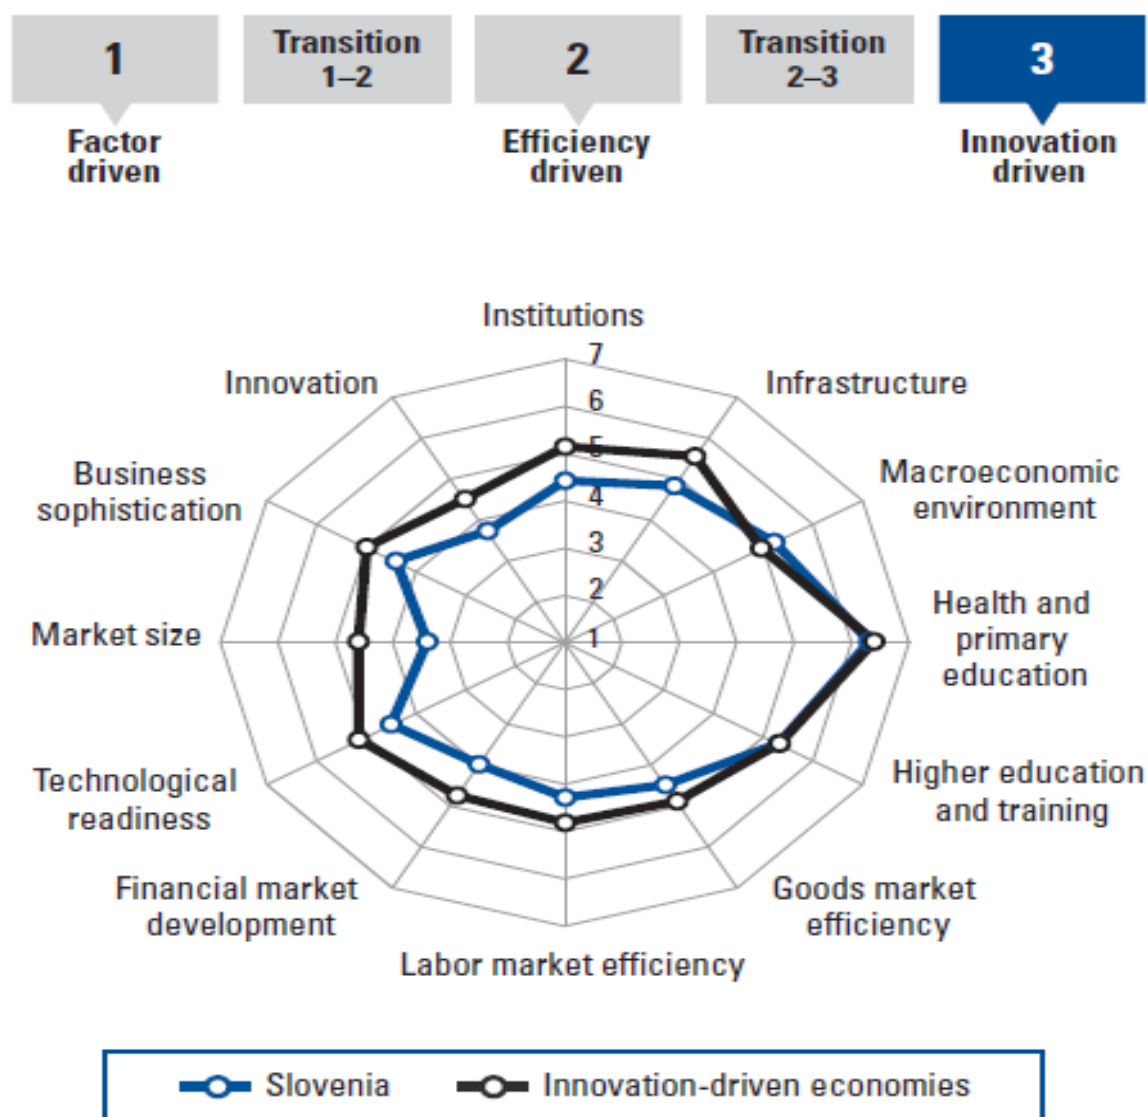 1
Transition
1–2
2
Transition
2–3
3
Factor
driven
Efficiency
driven
Innovation
driven
Institutions
7
Innovation
Infrastructure
6
5
Business
sophistication
Macroeconomic
environment
4
3
2
Market size
1
Health and
primary
education
Technological
readiness
Higher education
and training
Financial market
development
Goods market
efficiency
Labor market efficiency
Slovenia
Innovation-driven economies